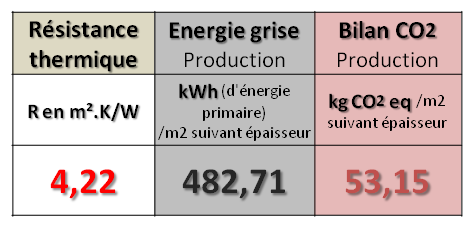 Résistance
thermique
Energie grise
Production
Bilan CO2
Production
R en m².K/W
kWh (d'énergie
primaire)
/m2 suivant épaisseur
kg CO2 eq /m2
suivant épaisseur
4,22
482,71
53,15